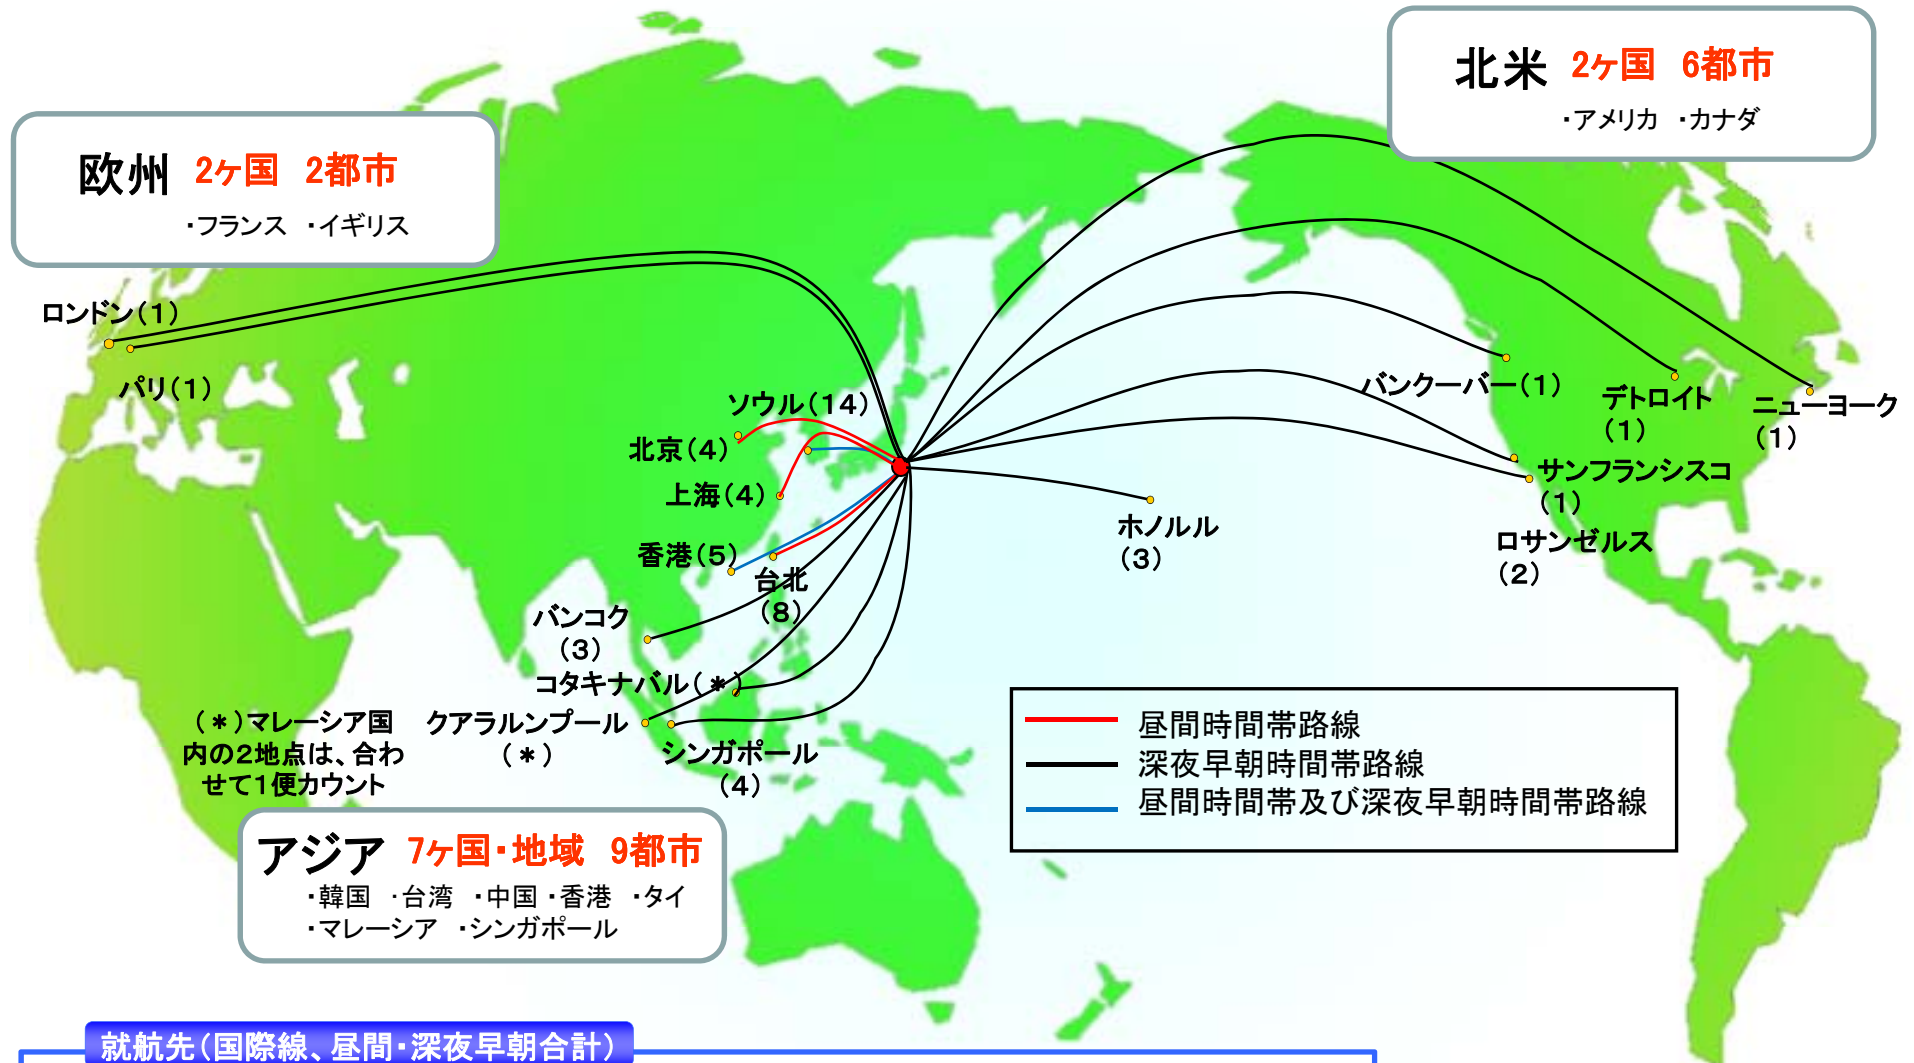 北米 2ヶ国 6都市
・アメリカ ・カナダ
欧州 2ヶ国 2都市
・フランス ・イギリス
ロンドン(1)
パリ(1)
ソウル(14)
北京(4)
上海(4)
香港(5)
台北
(8)
バンコク
(3)
コタキナバル(*)
クアラルンプール
(*)
シンガポール
(4)
(*)マレーシア国
内の2地点は、合わ
せて1便カウント
バンクーバー(1)
デトロイト
(1)
ニューヨーク
(1)
サンフランシスコ
(1)
ロサンゼルス
(2)
ホノルル
(3)
昼間時間帯路線
深夜早朝時間帯路線
昼間時間帯及び深夜早朝時間帯路線
アジア 7ヶ国・地域 9都市
・韓国 ・台湾 ・中国 ・香港 ・タイ
・マレーシア ・シンガポール
就航先(国際線、昼間・深夜早朝合計)